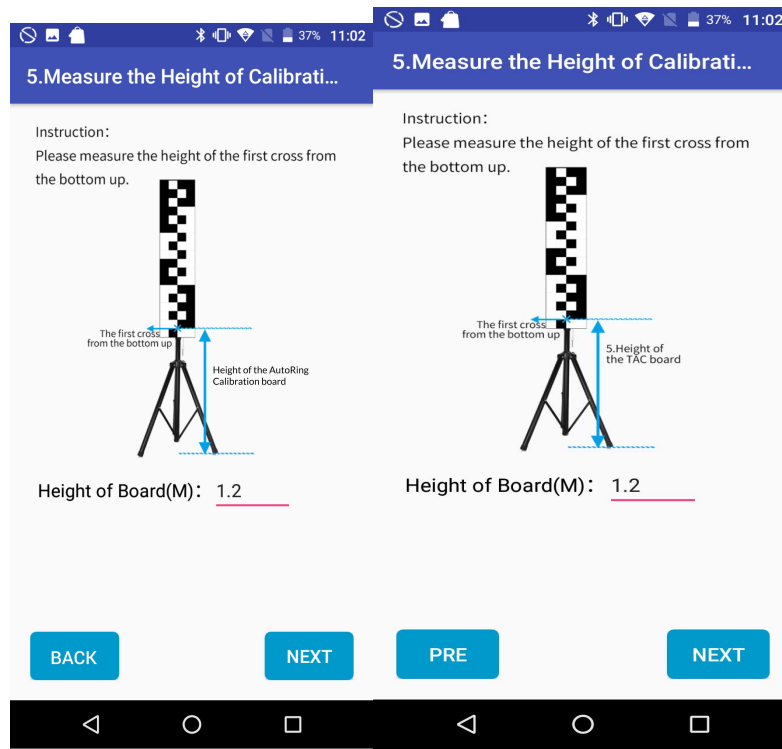 37% 11:02
5.Measure the Height of Calibrati...
Instruction：
Please measure the height of the first cross from
the bottom up.
The first cross
from the bottom up
Height of the AutoRing
Calibration board
Height of Board(M)： 1.2
BACK
NEXT
37% 11:02
5.Measure the Height of Calibrati...
Instruction：
Please measure the height of the first cross from
the bottom up.
The first cross
from the bottom up
5.Height of
the TAC board
Height of Board(M)： 1.2
PRE
NEXT